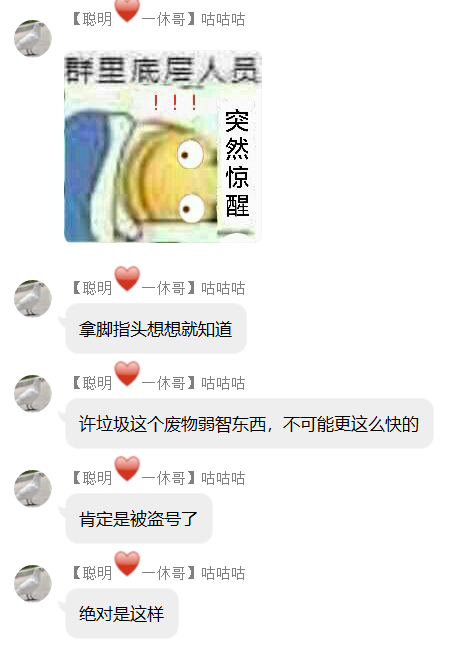 【聪明❤一休哥】咕咕咕
群里底层人员
！！！
突然惊醒
【聪明❤一休哥】咕咕咕
拿脚指头想想就知道
【聪明❤一休哥】咕咕咕
许垃圾这个废物弱智东西，不可能更这么快的
【聪明❤一休哥】咕咕咕
肯定是被盗号了
【聪明❤一休哥】咕咕咕
绝对是这样